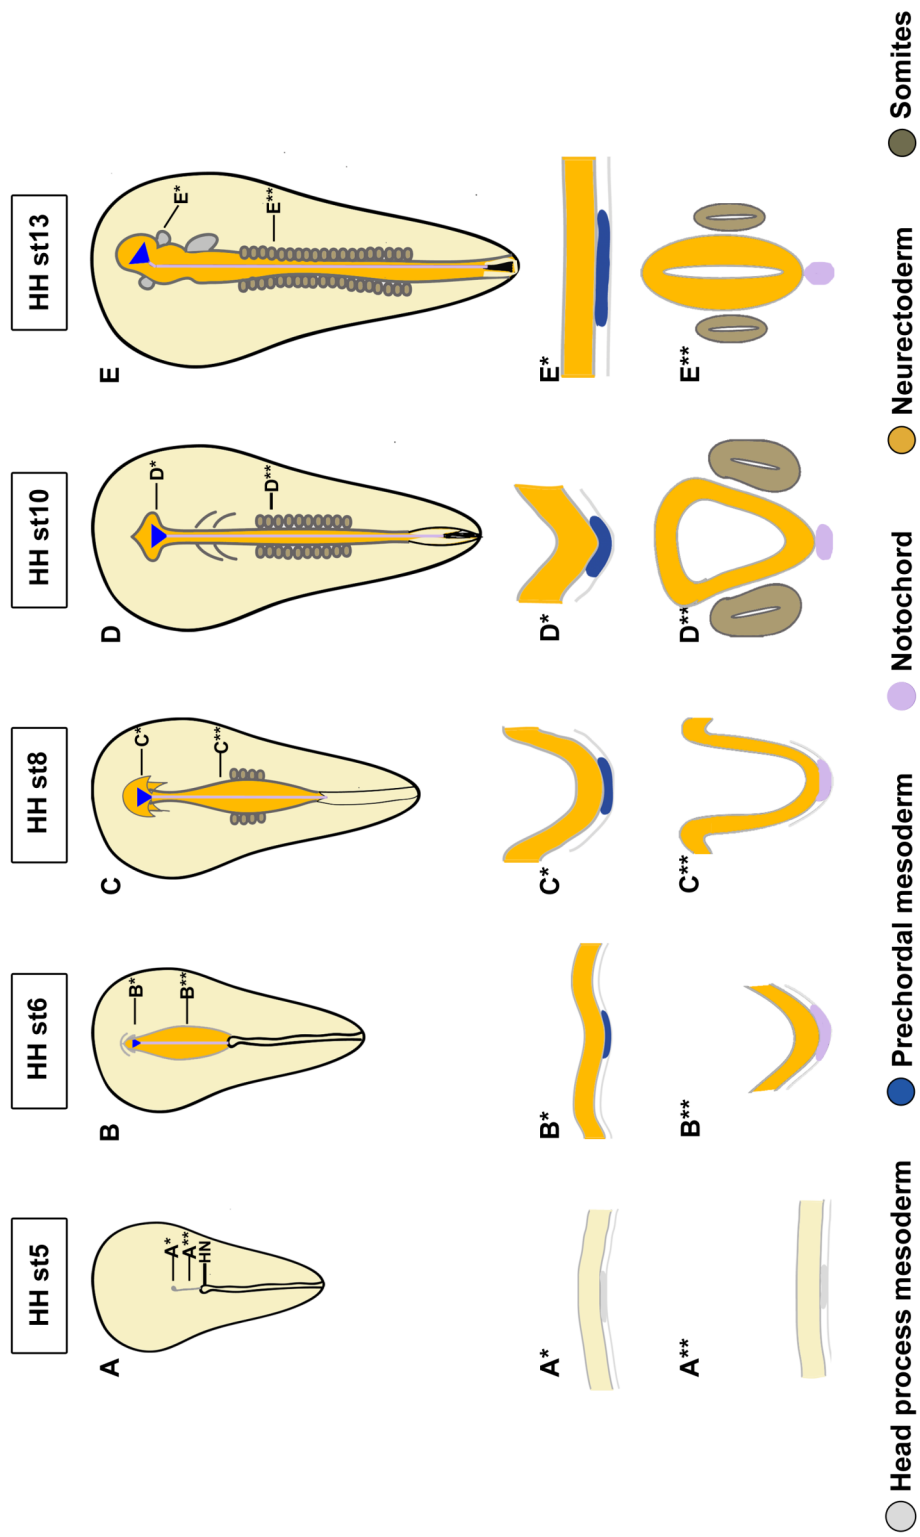 HH st5
HH st6
HH st8
HH st10
HH st13
A
B
C
D
E
A*
A**
HN
B*
B**
C*
C**
D*
D**
E*
E**
A*
B*
C*
D*
E*
A**
B**
C**
D**
E**
Head process mesoderm
Prechordal mesoderm
Notochord
Neurectoderm
Somites